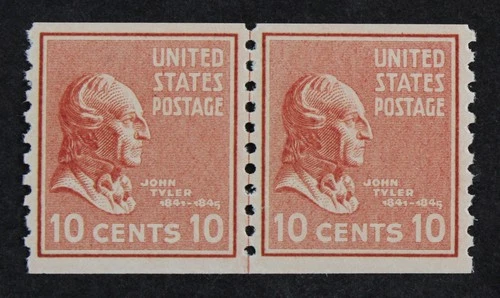 UNITED
STATES
POSTAGE
JOHN
TYLER
1841-1845
10 CENTS 10
UNITED
STATES
POSTAGE
JOHN
TYLER
1841-1845
10 CENTS 10